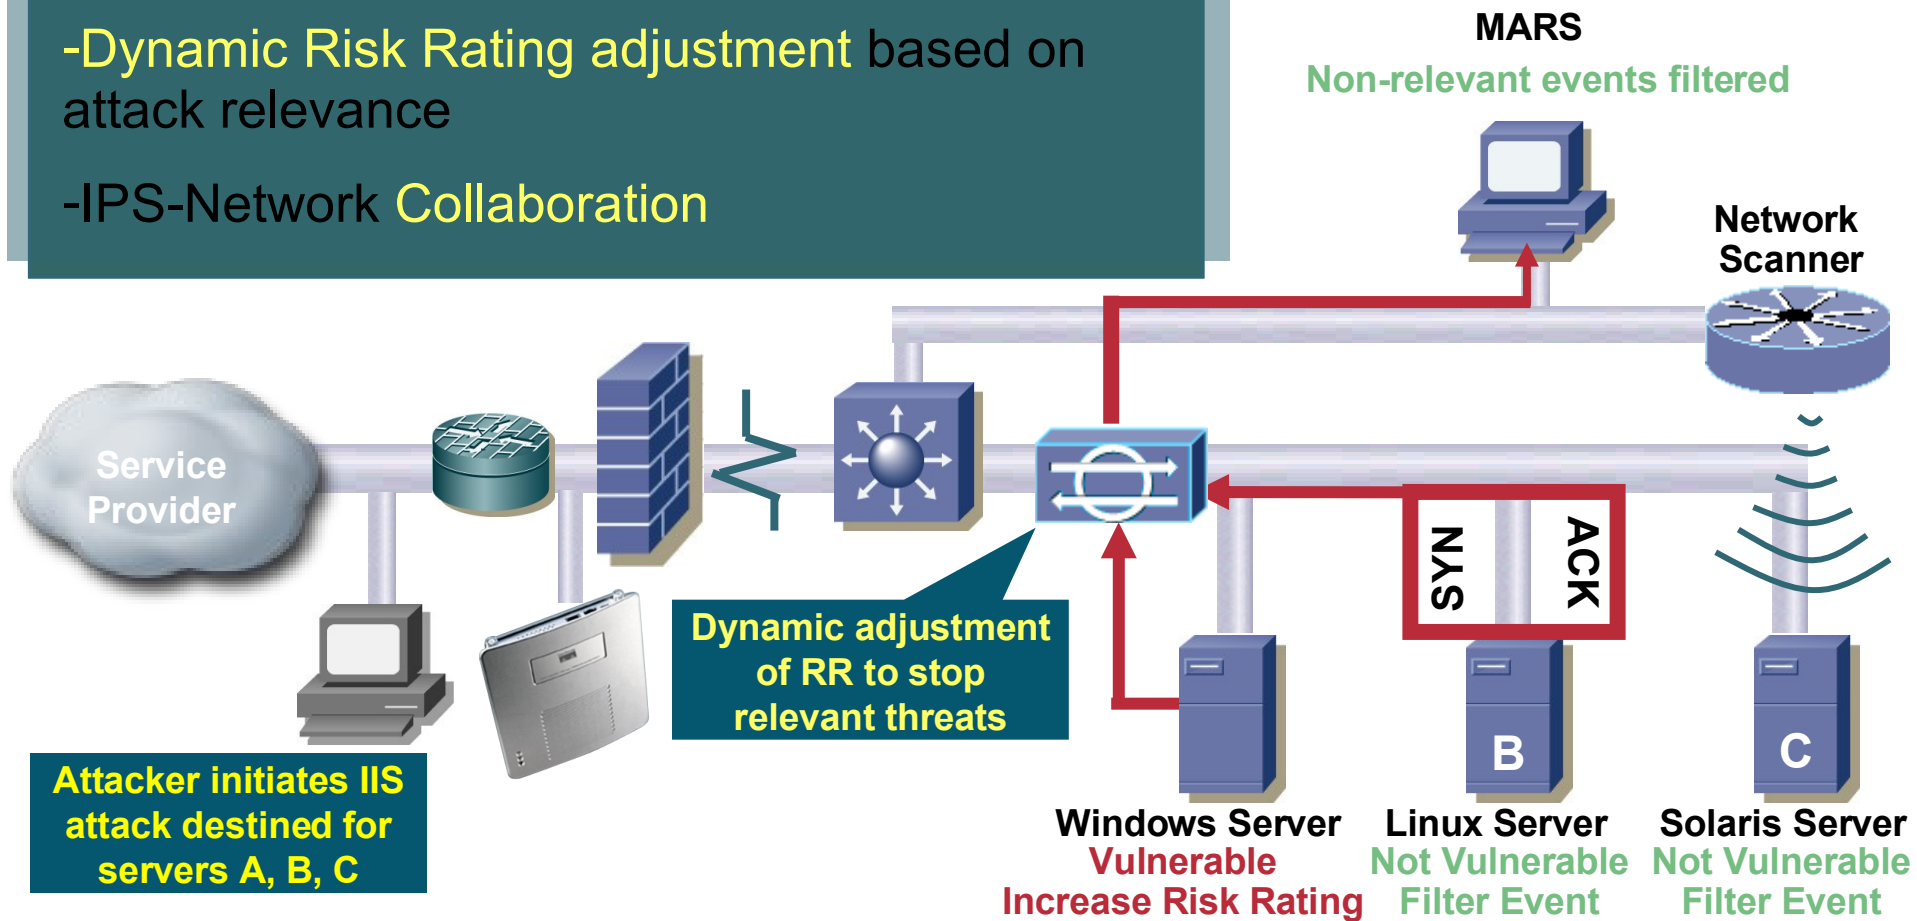 -Dynamic Risk Rating adjustment based on
attack relevance
-IPS-Network Collaboration
MARS
Non-relevant events filtered
Network
Scanner
Service
Provider
SYN
ACK
Dynamic adjustment
of RR to stop
relevant threats
Attacker initiates IIS
attack destined for
servers A, B, C
B
C
Windows Server
Vulnerable
Increase Risk Rating
Linux Server
Not Vulnerable
Filter Event
Solaris Server
Not Vulnerable
Filter Event